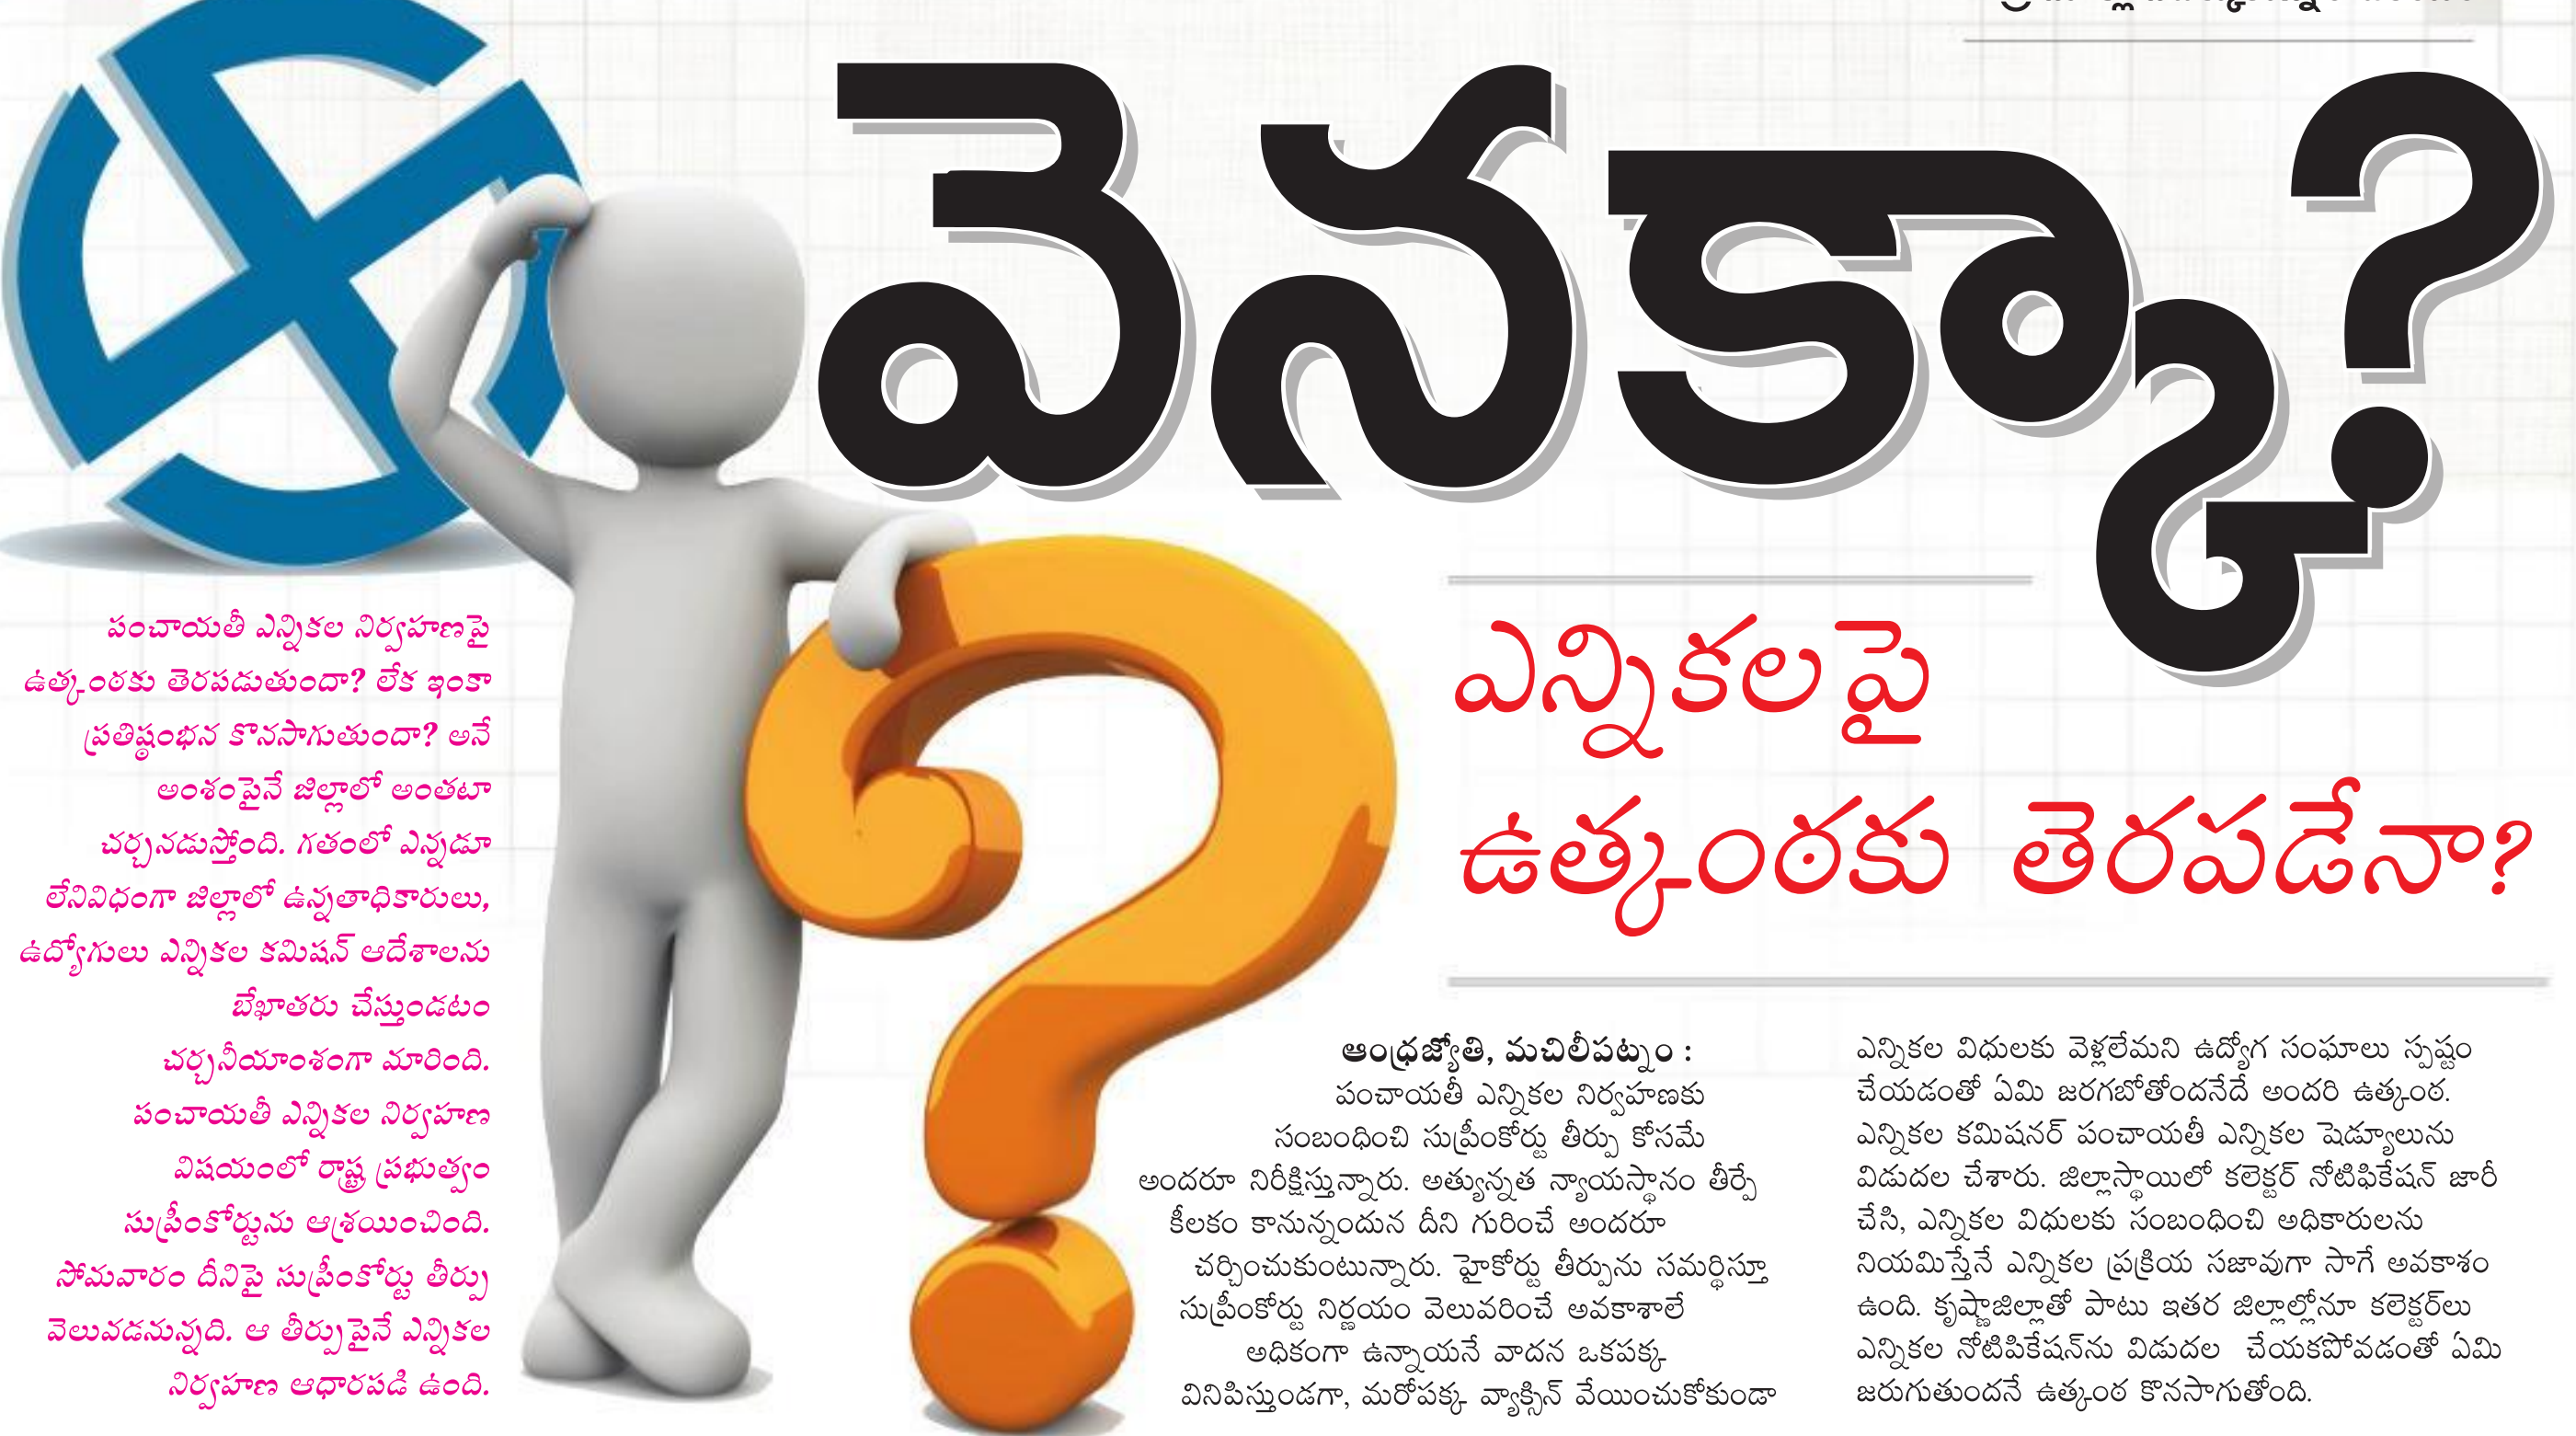 వెనక్కా?
ఎన్నికలపై
ఉత్కంఠకు తెరపడేనా?
పంచాయతీ ఎన్నికల నిర్వహణపై
ఉత్కంఠకు తెరపడుతుందా? లేక ఇంకా
ప్రతిష్ఠంభన కొనసాగుతుందా? అనే
అంశంపైనే జిల్లాలో అంతటా
చర్చనడుస్తోంది. గతంలో ఎన్నడూ
లేనివిధంగా జిల్లాలో ఉన్నతాధికారులు,
ఉద్యోగులు ఎన్నికల కమిషన్ ఆదేశాలను
బేఖాతరు చేస్తుండటం
చర్చనీయాంశంగా మారింది.
పంచాయతీ ఎన్నికల నిర్వహణ
విషయంలో రాష్ట్ర ప్రభుత్వం
సుప్రీంకోర్టును ఆశ్రయించింది.
సోమవారం దీనిపై సుప్రీంకోర్టు తీర్పు
వెలువడనున్నది. ఆ తీర్పుపైనే ఎన్నికల
నిర్వహణ ఆధారపడి ఉంది.
ఆంధ్రజ్యోతి, మచిలీపట్నం :
పంచాయతీ ఎన్నికల నిర్వహణకు
సంబంధించి సుప్రీంకోర్టు తీర్పు కోసమే
అందరూ నిరీక్షిస్తున్నారు. అత్యున్నత న్యాయస్థానం తీర్పే
కీలకం కానున్నందున దీని గురించే అందరూ
చర్చించుకుంటున్నారు. హైకోర్టు తీర్పును సమర్థిస్తూ
సుప్రీంకోర్టు నిర్ణయం వెలువరించే అవకాశాలే
అధికంగా ఉన్నాయనే వాదన ఒకపక్క
వినిపిస్తుండగా, మరోపక్క వ్యాక్సిన్ వేయించుకోకుండా
ఎన్నికల విధులకు వెళ్లలేమని ఉద్యోగ సంఘాలు స్పష్టం
చేయడంతో ఏమి జరగబోతోందనేదే అందరి ఉత్కంఠ.
ఎన్నికల కమిషనర్ పంచాయతీ ఎన్నికల షెడ్యూలును
విడుదల చేశారు. జిల్లాస్థాయిలో కలెక్టర్ నోటిఫికేషన్ జారీ
చేసి, ఎన్నికల విధులకు సంబంధించి అధికారులను
నియమిస్తేనే ఎన్నికల ప్రక్రియ సజావుగా సాగే అవకాశం
ఉంది. కృష్ణాజిల్లాతో పాటు ఇతర జిల్లాల్లోనూ కలెక్టర్‌లు
ఎన్నికల నోటిపికేషన్‌ను విడుదల చేయకపోవడంతో ఏమి
జరుగుతుందనే ఉత్కంఠ కొనసాగుతోంది.